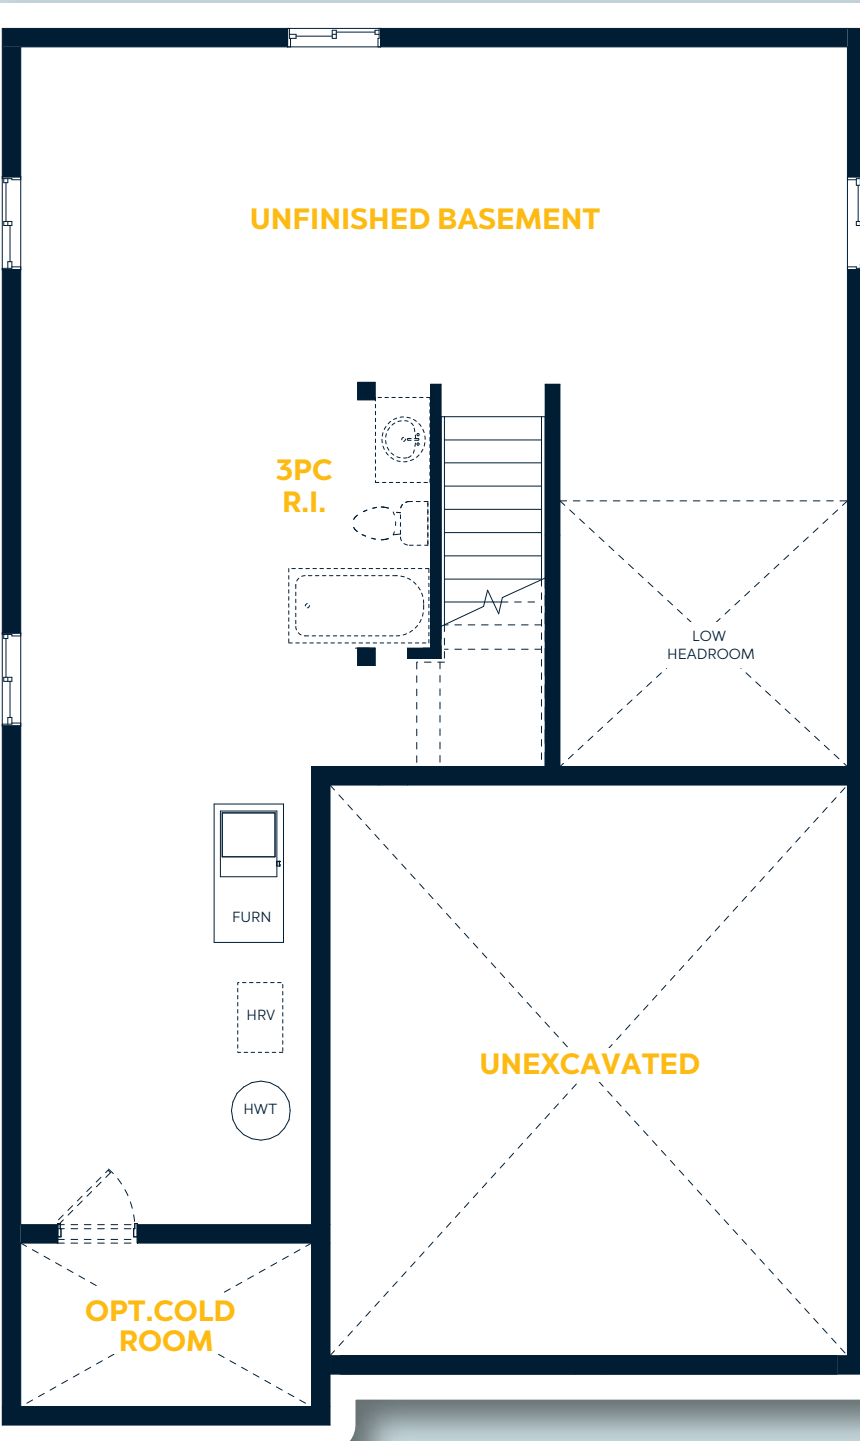 UNFINISHED BASEMENT
3PC
R.I.
LOW
HEADROOM
FURN
HRV
UNEXCAVATED
HWT
OPT.COLD
ROOM